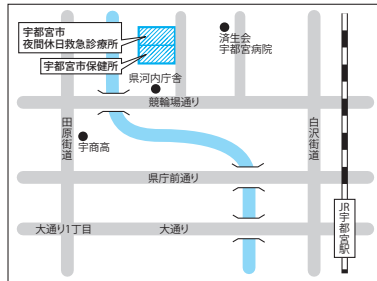 宇都宮市
夜間休日救急診療所
宇都宮市保健所
済生会
宇都宮病院
県河内庁舎
競輪場通り
田原街道
宇商高
白沢街道
県庁前通り
JR宇都宮駅
大通り1丁目
大通り